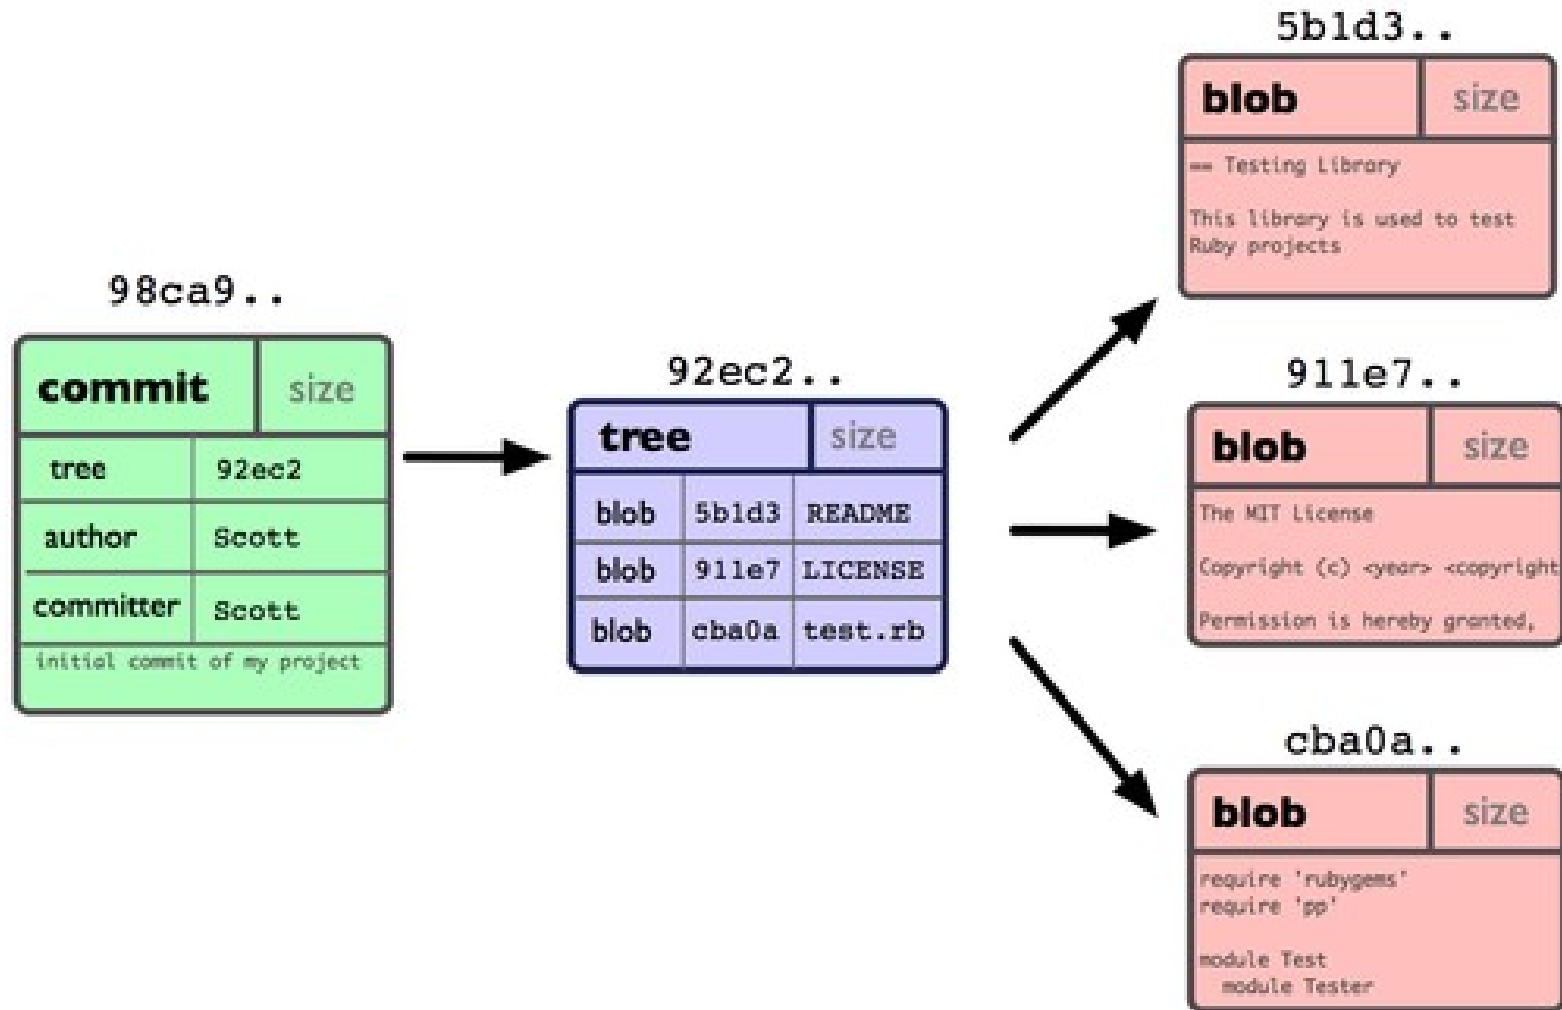 98ca9..
commit size
tree 92ec2
author Scott
committer Scott
initial commit of my project
92ec2..
tree size
blob 5b1d3 README
blob 911e7 LICENSE
blob cba0a test.rb
5b1d3..
blob size
== Testing Library
This library is used to test
Ruby projects
911e7..
blob size
The MIT License
Copyright (c) <year> <copyright
Permission is hereby granted,
cba0a..
blob size
require 'rubygems'
require 'pp'
module Test
module Tester